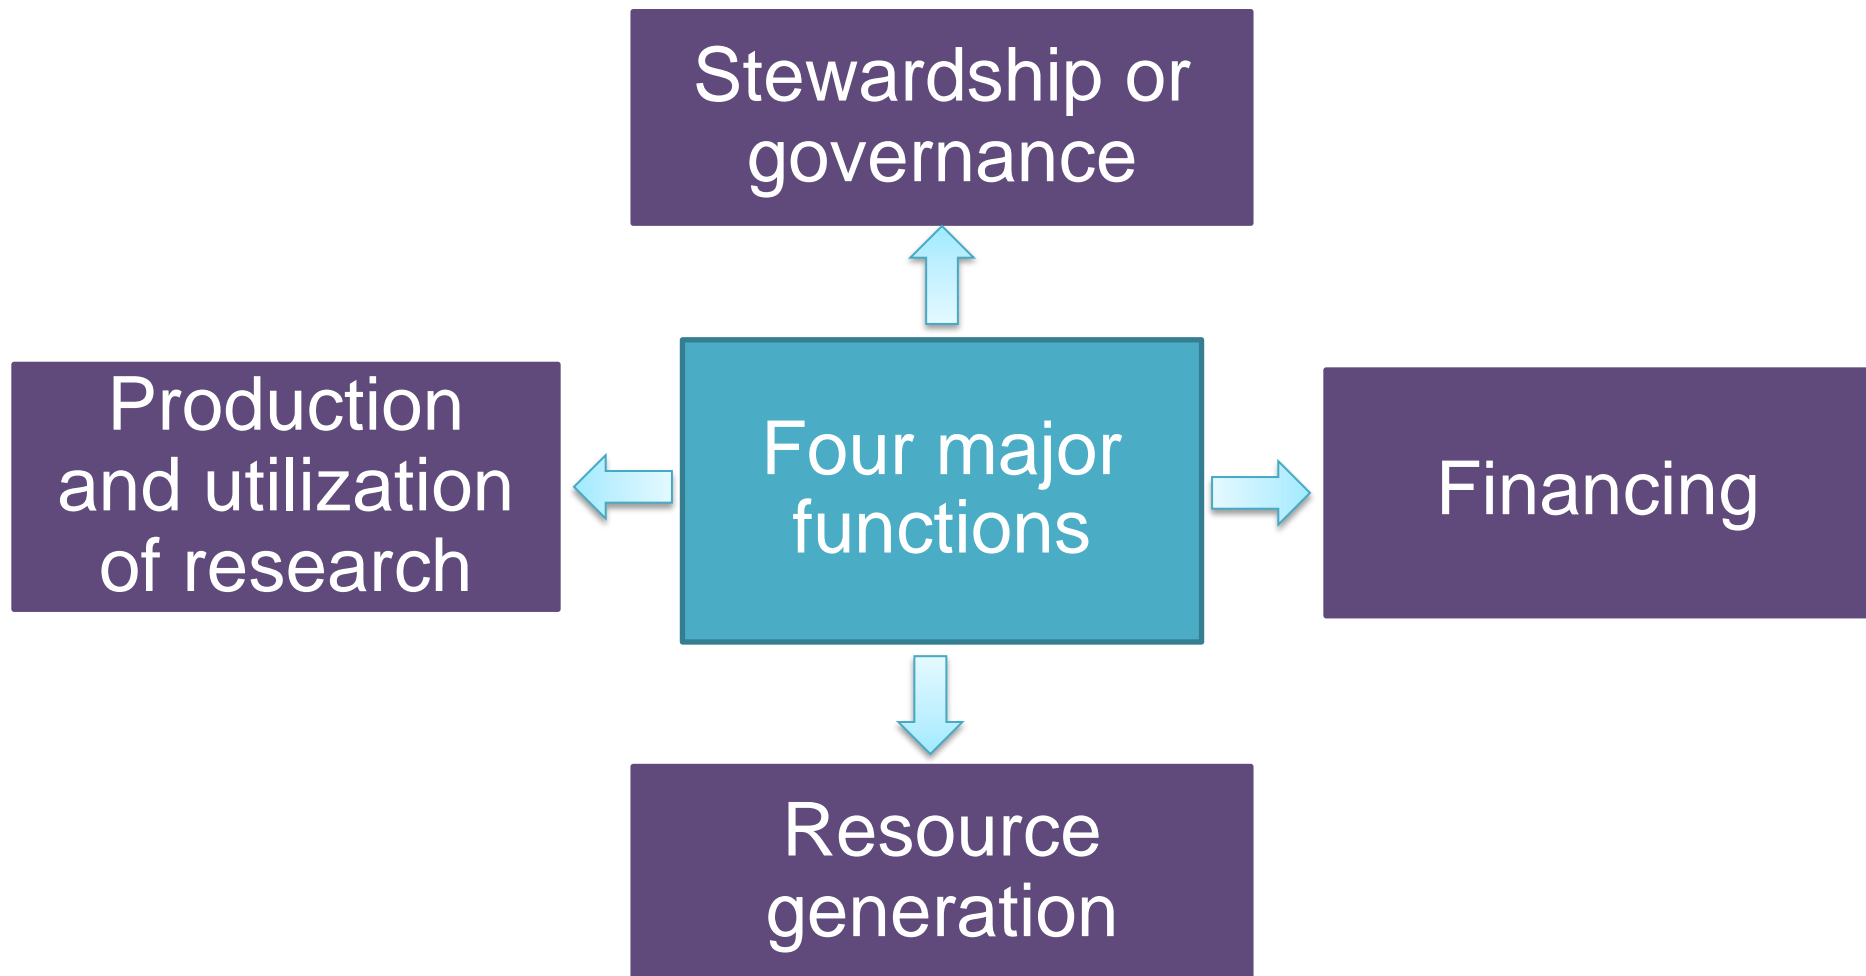 Stewardship or
governance
Production
and utilization
of research
Four major
functions
Financing
Resource
generation